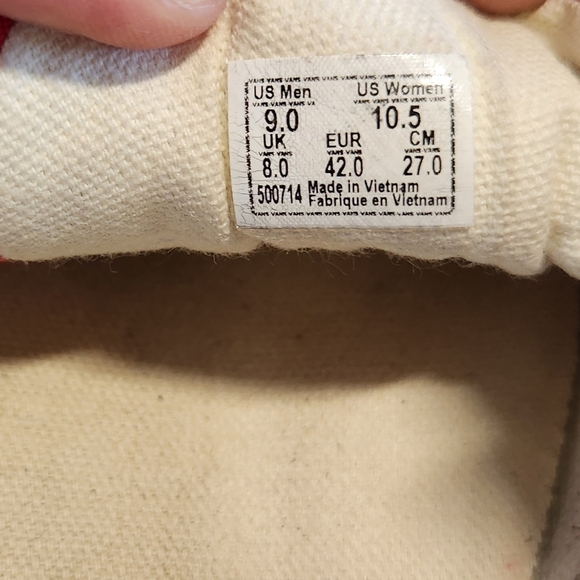 US Men US Women
9.0 10.5
UK EUR CM
8.0 42.0 27.0
500714 Made in Vietnam
Fabrique en Vietnam